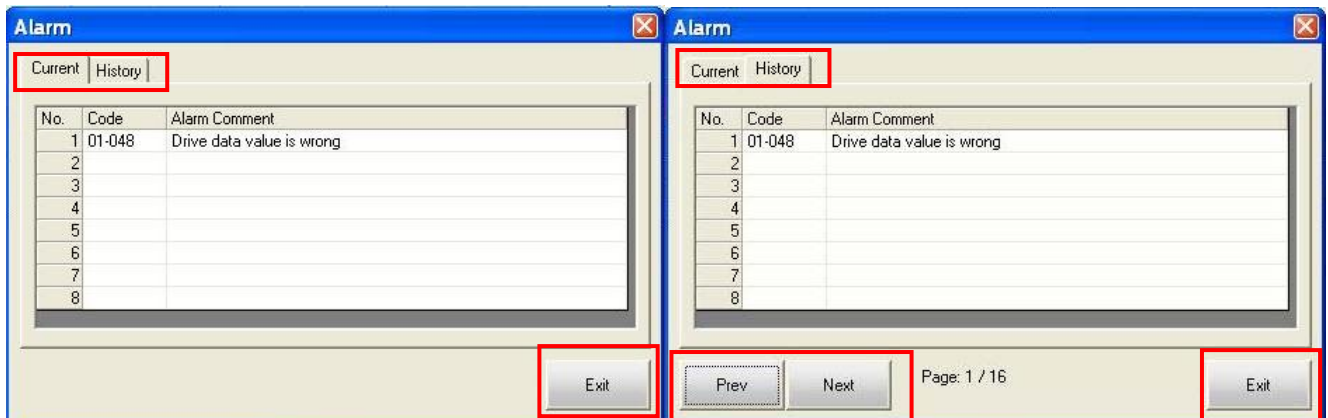 Alarm
Current History
No. Code Alarm Comment
1 01-048 Drive data value is wrong
2
3
4
5
6
7
8
Exit
Alarm
Current History
No. Code Alarm Comment
1 01-048 Drive data value is wrong
2
3
4
5
6
7
8
Prev Next Page: 1 / 16 Exit